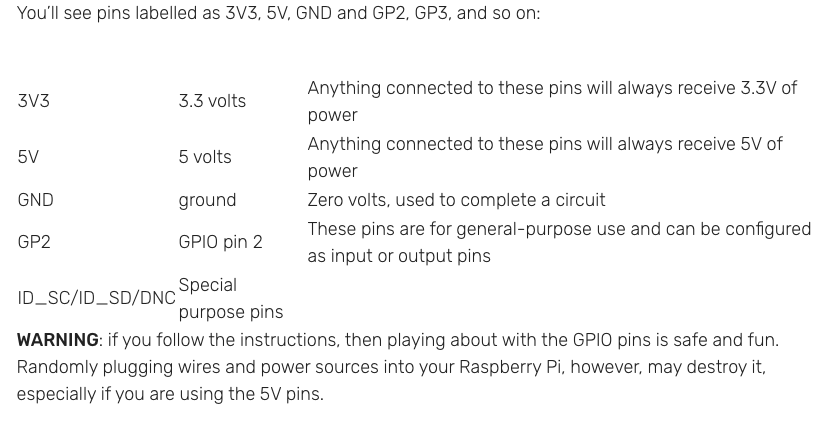 You'll see pins labelled as 3V3, 5V, GND and GP2, GP3, and so on:
3V3 3.3 volts Anything connected to these pins will always receive 3.3V of
power
5V 5 volts Anything connected to these pins will always receive 5V of
power
GND ground Zero volts, used to complete a circuit
GP2 GPIO pin 2 These pins are for general-purpose use and can be configured
as input or output pins
ID_SC/ID_SD/DNC Special
purpose pins
WARNING: if you follow the instructions, then playing about with the GPIO pins is safe and fun.
Randomly plugging wires and power sources into your Raspberry Pi, however, may destroy it,
especially if you are using the 5V pins.